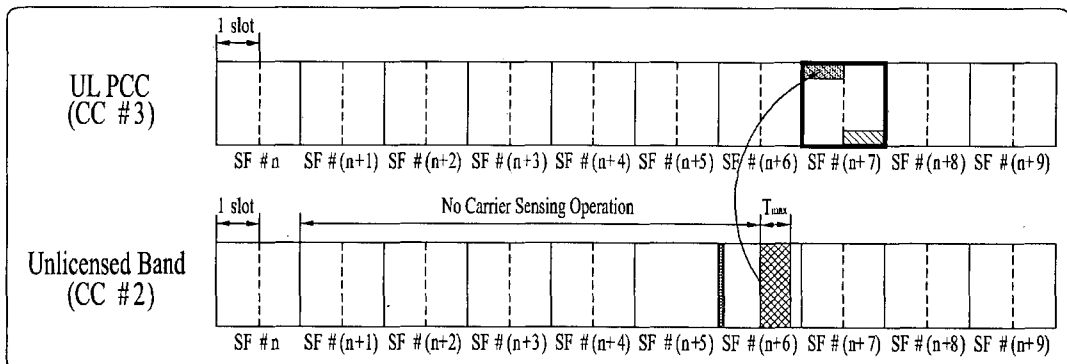 1 slot
UL PCC
(CC #3)
SF #n SF #(n+1) SF #(n+2) SF #(n+3) SF #(n+4) SF #(n+5) SF #(n+6) SF #(n+7) SF #(n+8) SF #(n+9)
1 slot No Carrier Sensing Operation Tmax
Unlicensed Band
(CC #2)
SF #n SF #(n+1) SF #(n+2) SF #(n+3) SF #(n+4) SF #(n+5) SF #(n+6) SF #(n+7) SF #(n+8) SF #(n+9)